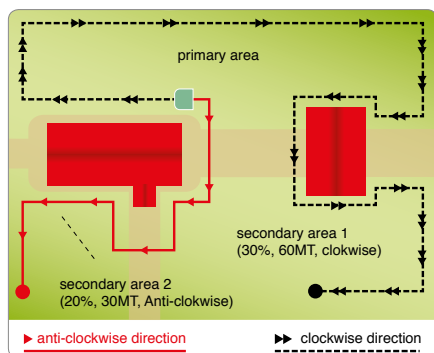 primary area
secondary area 1
(30%, 60MT, clokwise)
secondary area 2
(20%, 30MT, Anti-clokwise)
anti-clockwise direction
clockwise direction